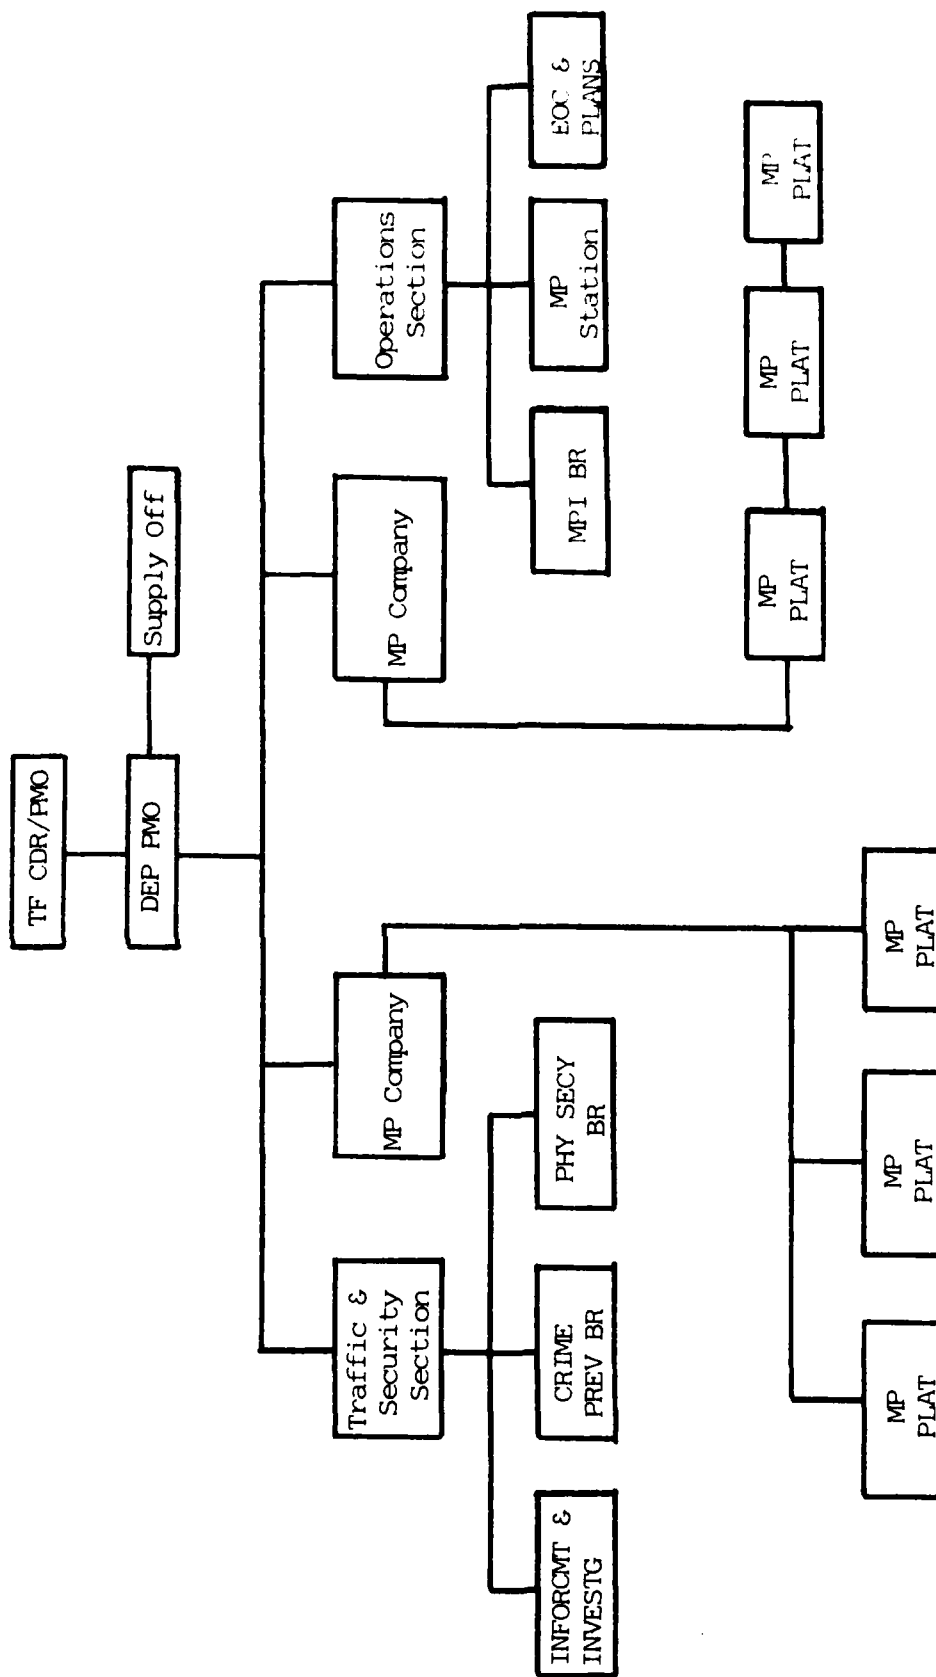 TF CDR/PMO
DEP PMO
Supply Off
Traffic &
Security
Section
MP Company
MP Company
Operations
Section
INFORCMT &
INVESTG
CRIME
PREV BR
PHY SECY
BR
MPI BR
MP
Station
EOC &
PLANS
MP
PLAT
MP
PLAT
MP
PLAT
MP
PLAT
MP
PLAT
MP
PLAT